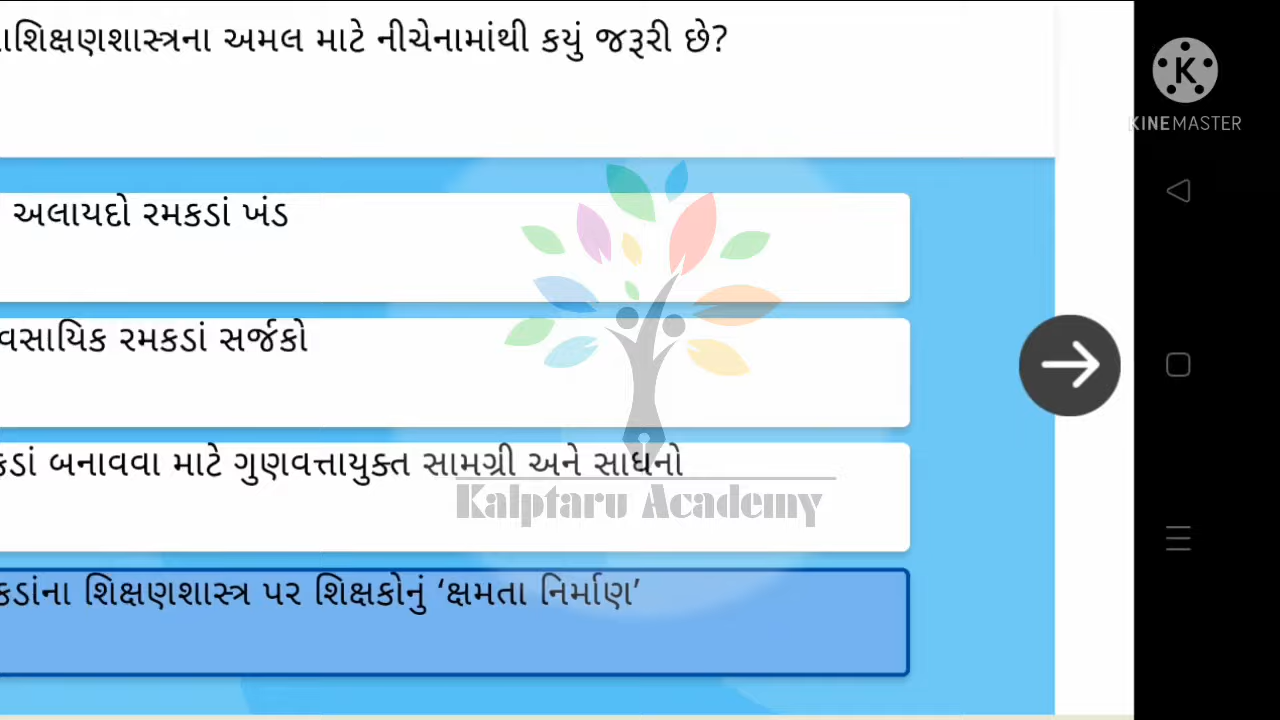 ાશિક્ષણશાસ્ત્રના અમલ માટે નીચેનામાંથી કયું જરૂરી છે?
અલાયદો રમકડાં ખંડ
વસાયિક રમકડાં સર્જકો
કડાં બનાવવા માટે ગુણવત્તાયુક્ત સામગ્રી અને સાધનો
કડાંના શિક્ષણશાસ્ત્ર પર શિક્ષકોનું ‘ક્ષમતા નિર્માણ’
Kalptaru Academy
K
KINEMASTER